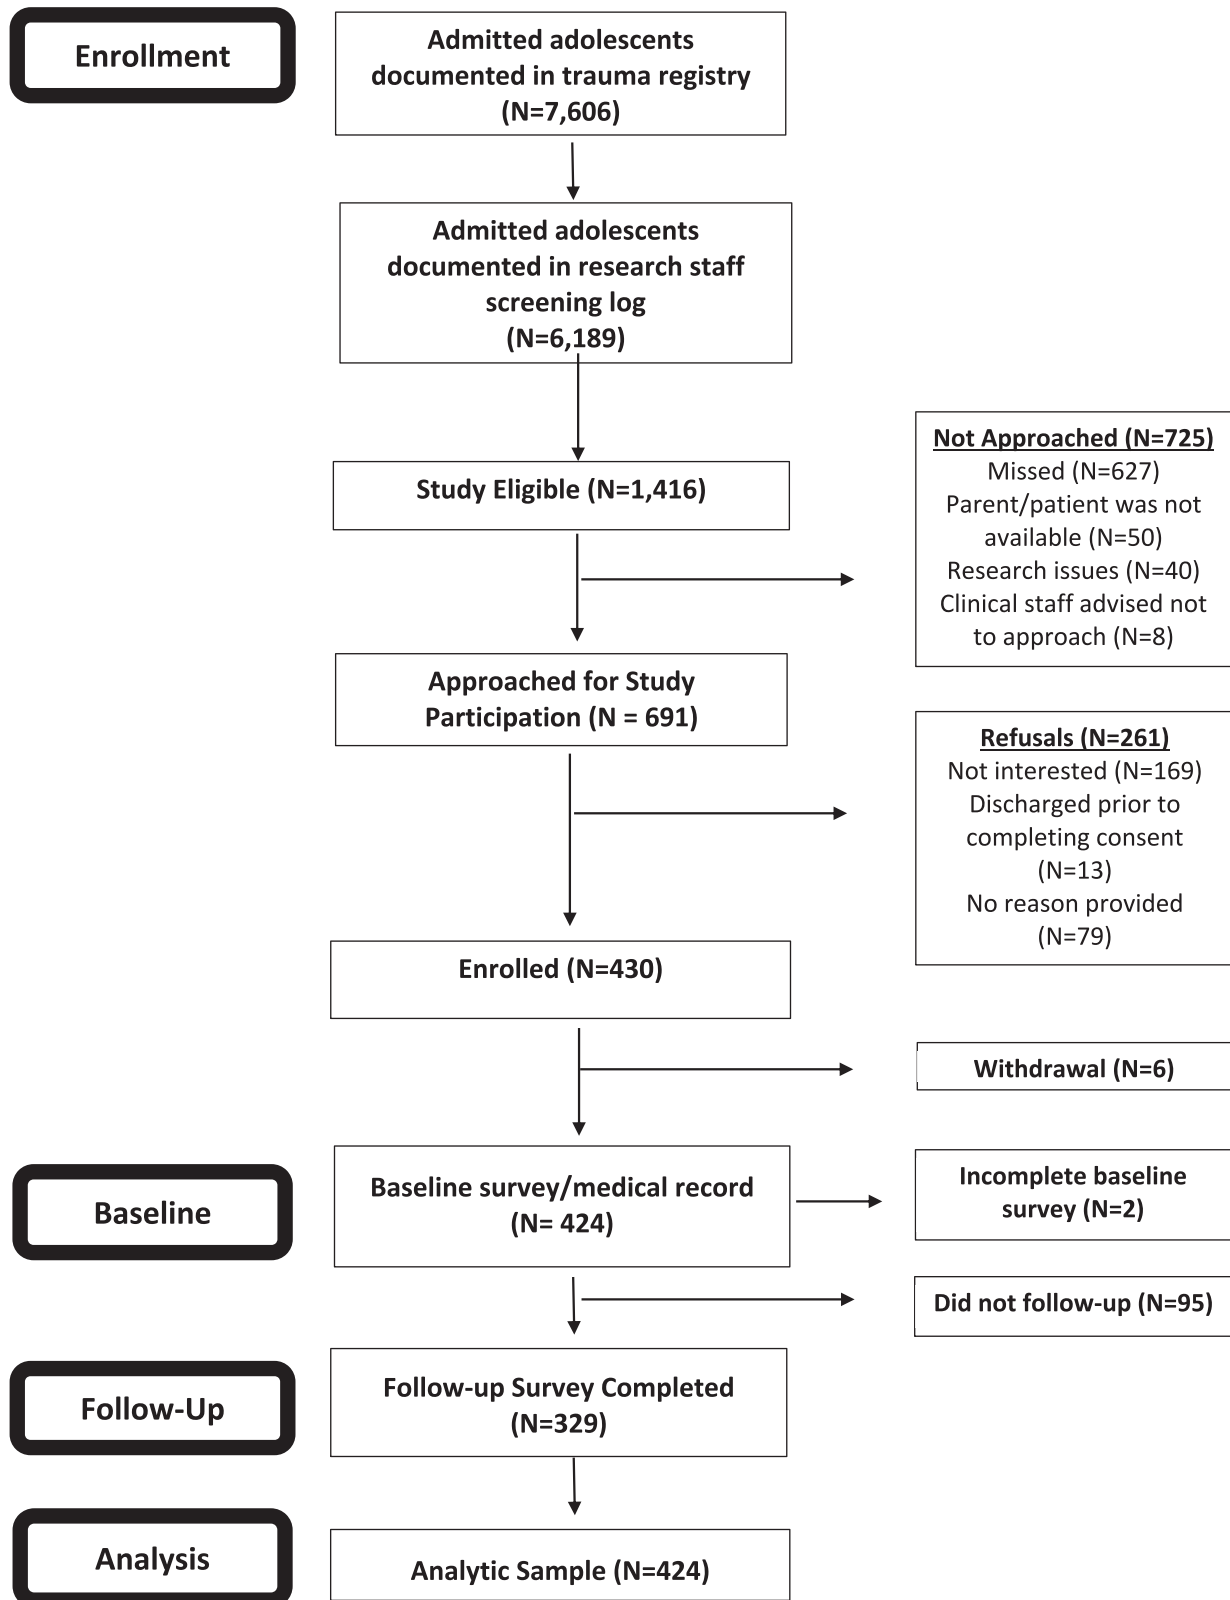 Enrollment
Admitted adolescents
documented in trauma registry
(N=7,606)
Admitted adolescents
documented in research staff
screening log
(N=6,189)
Study Eligible (N=1,416)
Not Approached (N=725)
Missed (N=627)
Parent/patient was not
available (N=50)
Research issues (N=40)
Clinical staff advised not
to approach (N=8)
Approached for Study
Participation (N = 691)
Refusals (N=261)
Not interested (N=169)
Discharged prior to
completing consent
(N=13)
No reason provided
(N=79)
Enrolled (N=430)
Withdrawal (N=6)
Baseline
Baseline survey/medical record
(N= 424)
Incomplete baseline
survey (N=2)
Did not follow-up (N=95)
Follow-Up
Follow-up Survey Completed
(N=329)
Analysis
Analytic Sample (N=424)